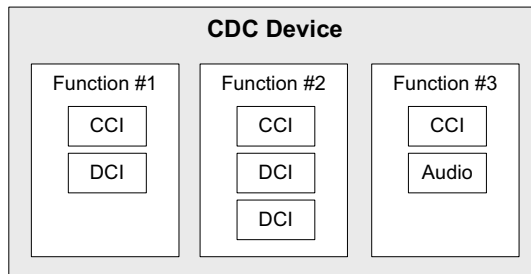 CDC Device
Function #1
CCI
DCI
Function #2
CCI
DCI
DCI
Function #3
CCI
Audio